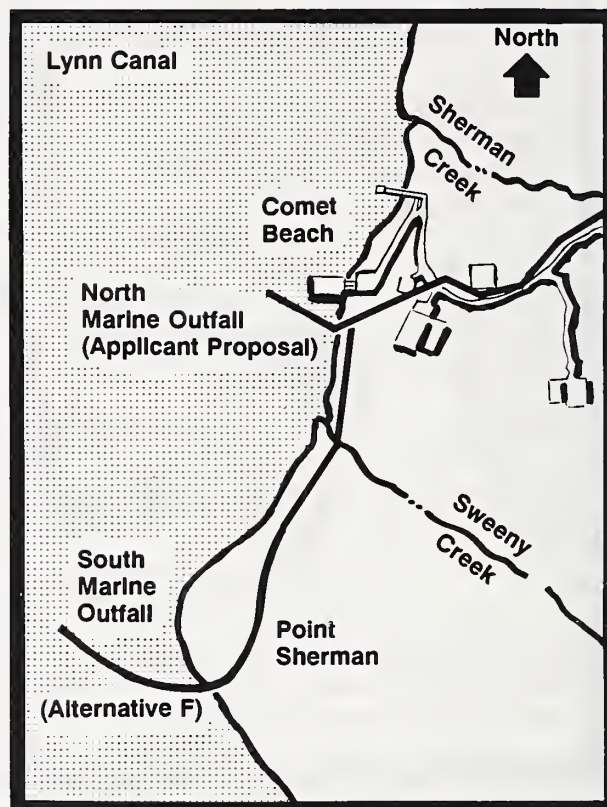 Lynn Canal
North
Sherman
Creek
Comet
Beach
North
Marine Outfall
(Applicant Proposal)
Sweeny
Creek
South
Marine
Outfall
Point
Sherman
(Alternative F)